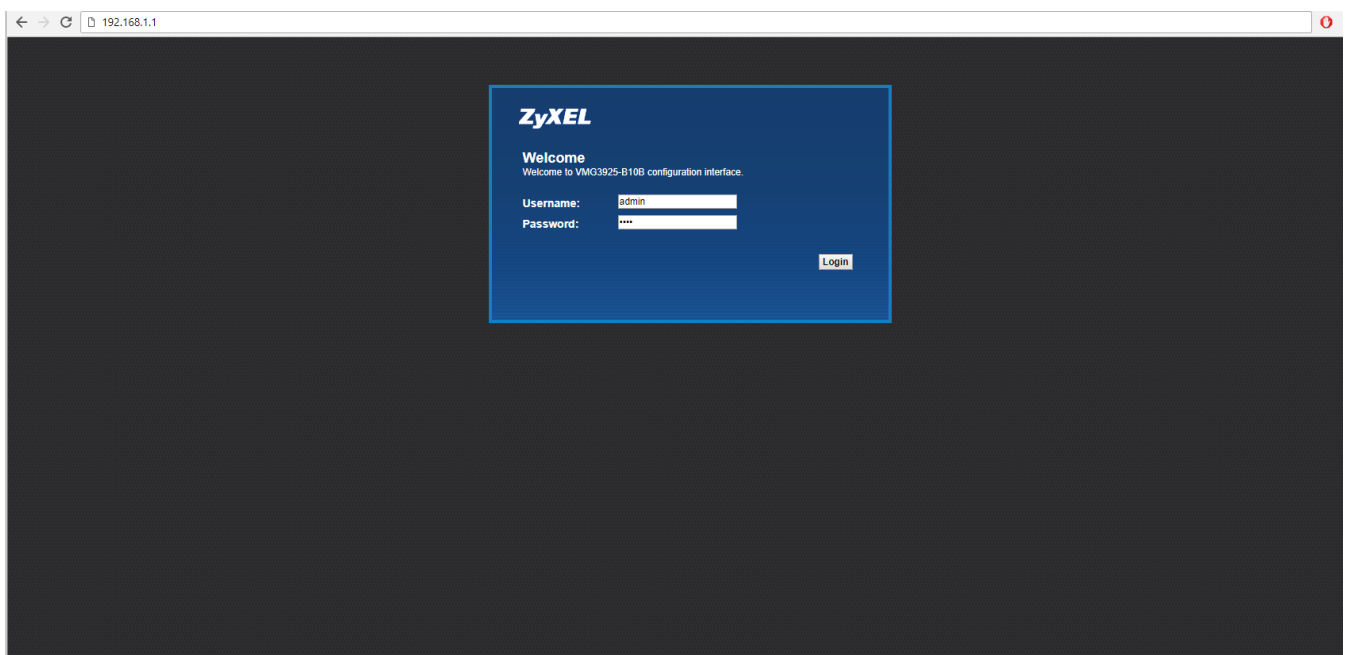 192.168.1.1
ZyXEL
Welcome
Welcome to VMG3925-B10B configuration interface.
Username: admin
Password: ••••
Login